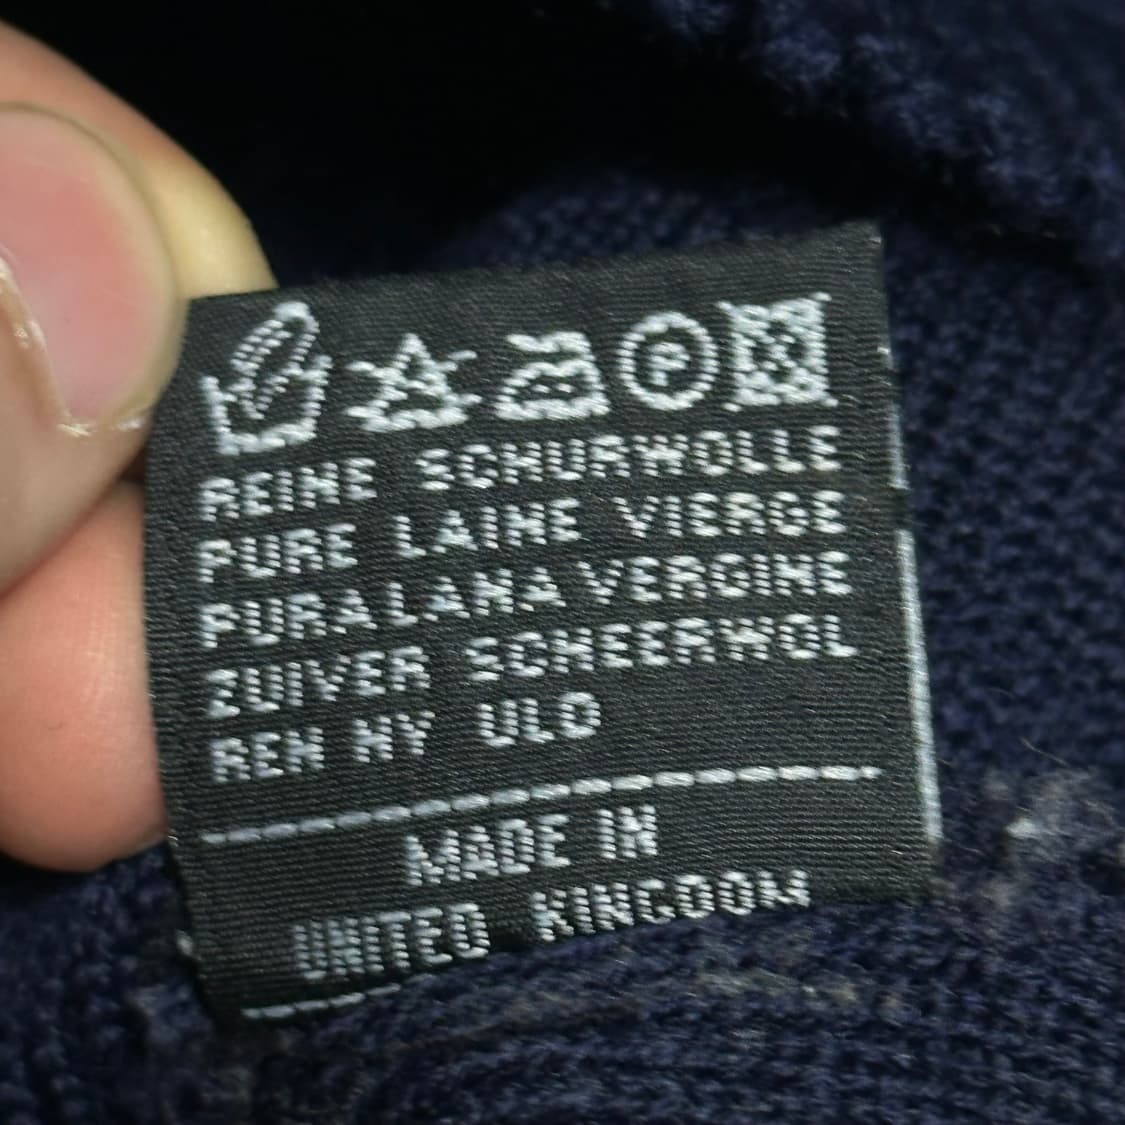 P
REINE SCHURWOLLE
PURE LAINE VIERGE
PURA LANA VERGINE
ZUIVER SCHEERWOL
REN NY ULD
MADE IN
UNITED KINGDOM